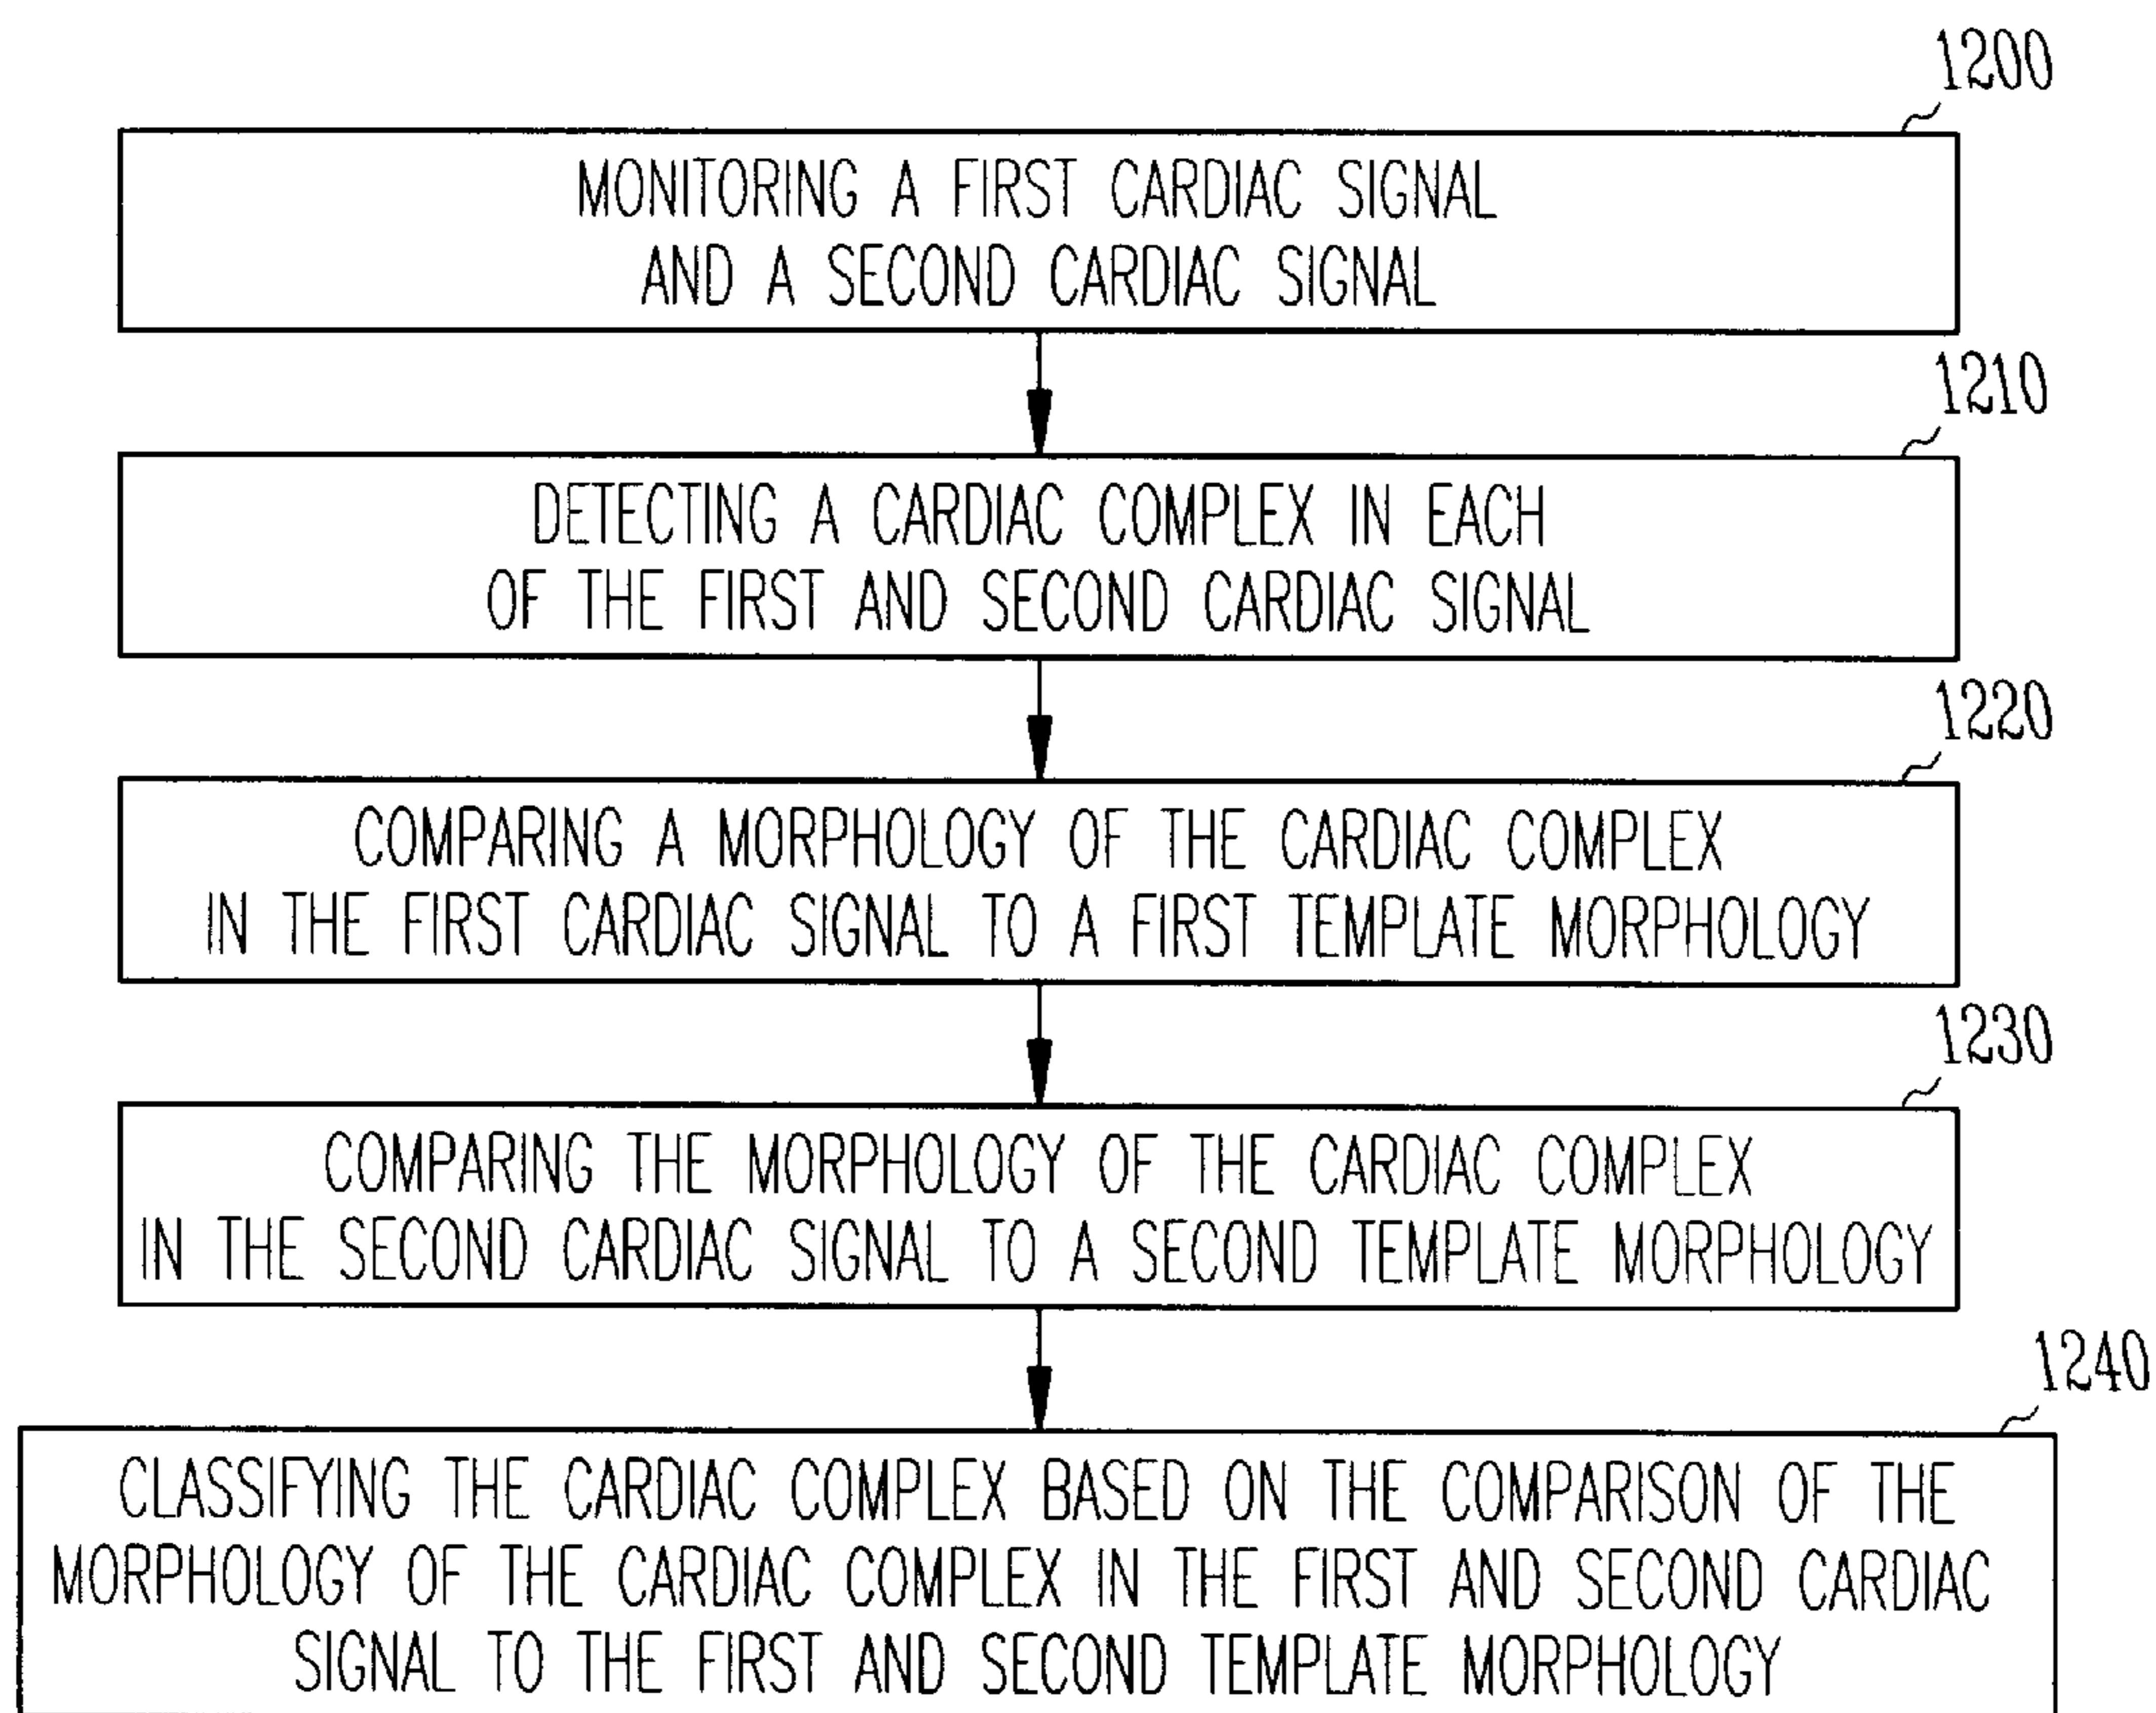 1200
MONITORING A FIRST CARDIAC SIGNAL
AND A SECOND CARDIAC SIGNAL
1210
DETECTING A CARDIAC COMPLEX IN EACH
OF THE FIRST AND SECOND CARDIAC SIGNAL
1220
COMPARING A MORPHOLOGY OF THE CARDIAC COMPLEX
IN THE FIRST CARDIAC SIGNAL TO A FIRST TEMPLATE MORPHOLOGY
1230
COMPARING THE MORPHOLOGY OF THE CARDIAC COMPLEX
IN THE SECOND CARDIAC SIGNAL TO A SECOND TEMPLATE MORPHOLOGY
1240
CLASSIFYING THE CARDIAC COMPLEX BASED ON THE COMPARISON OF THE
MORPHOLOGY OF THE CARDIAC COMPLEX IN THE FIRST AND SECOND CARDIAC
SIGNAL TO THE FIRST AND SECOND TEMPLATE MORPHOLOGY